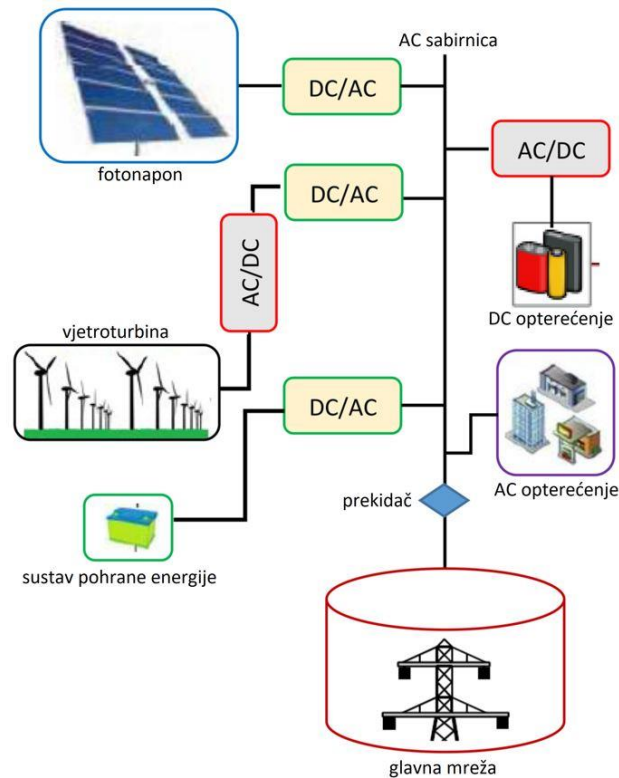 AC sabirnica
DC/AC
fotonapon
AC/DC
DC/AC
AC/DC
DC opterećenje
vjetroturbina
DC/AC
AC opterećenje
prekidač
sustav pohrane energije
glavna mreža